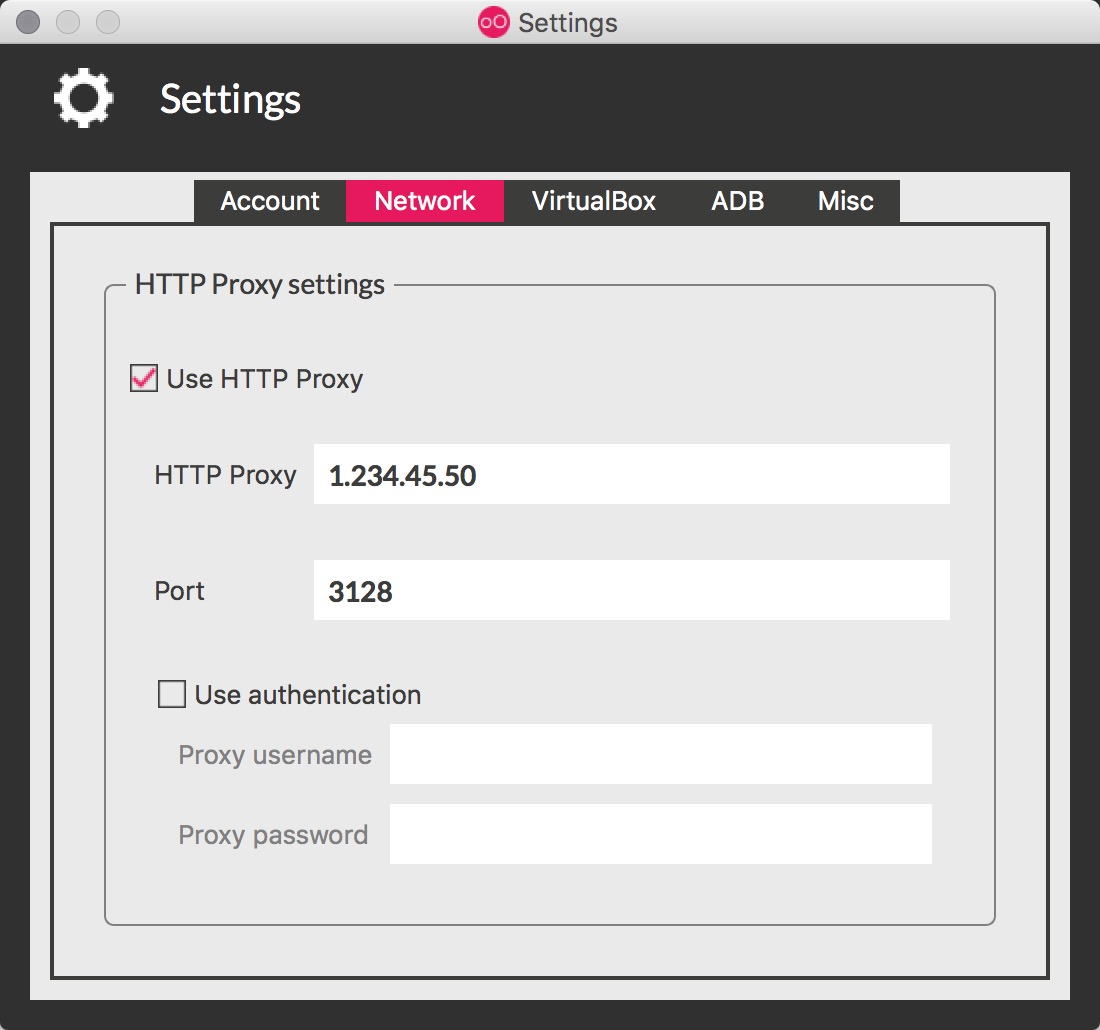 Settings
Settings
Account Network VirtualBox ADB Misc
HTTP Proxy settings
Use HTTP Proxy
HTTP Proxy 1.234.45.50
Port 3128
Use authentication
Proxy username
Proxy password